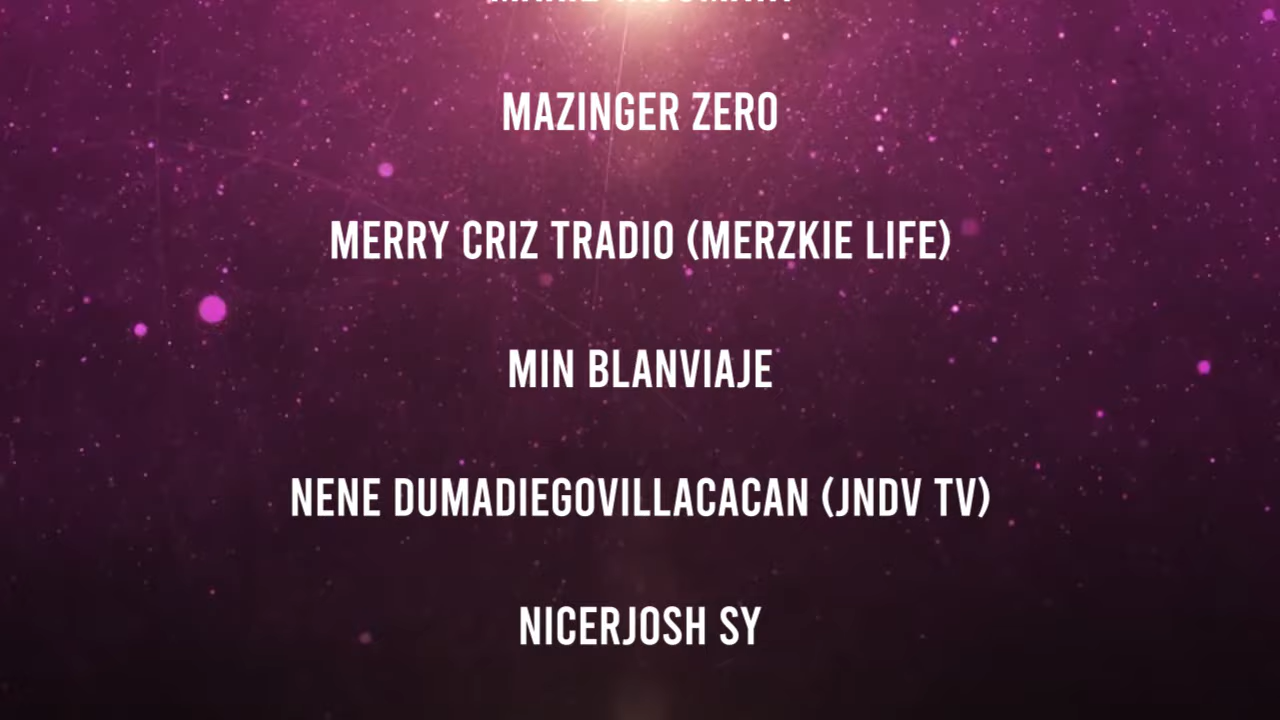 MAZINGER ZERO
MERRY CRIZ TRADIO (MERZKIE LIFE)
MIN BLANVIAJE
NENE DUMADIEGOVILLACACAN (JNDV TV)
NICERJOSH SY